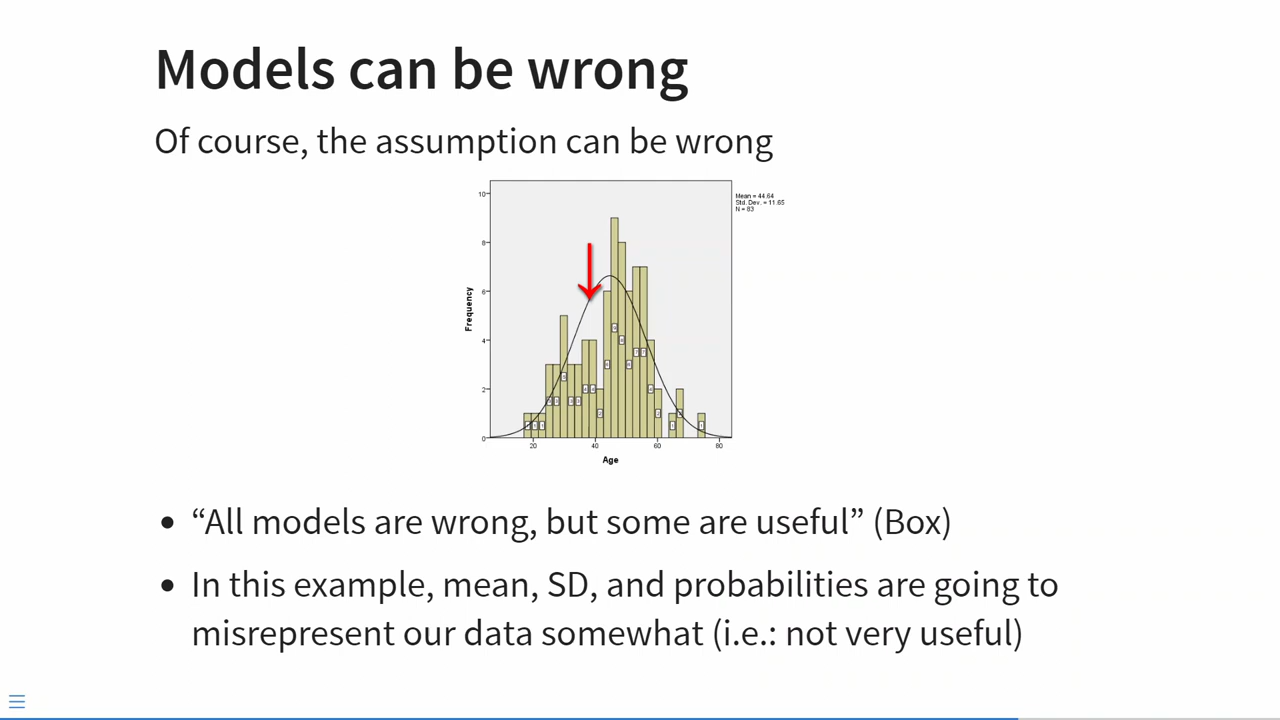 Models can be wrong
Of course, the assumption can be wrong
Mean = 44.64
Std. Dev. = 11.65
N = 83
10
8
6
4
2
0
Frequency
20
40
60
80
Age
• “All models are wrong, but some are useful” (Box)
• In this example, mean, SD, and probabilities are going to
misrepresent our data somewhat (i.e.: not very useful)